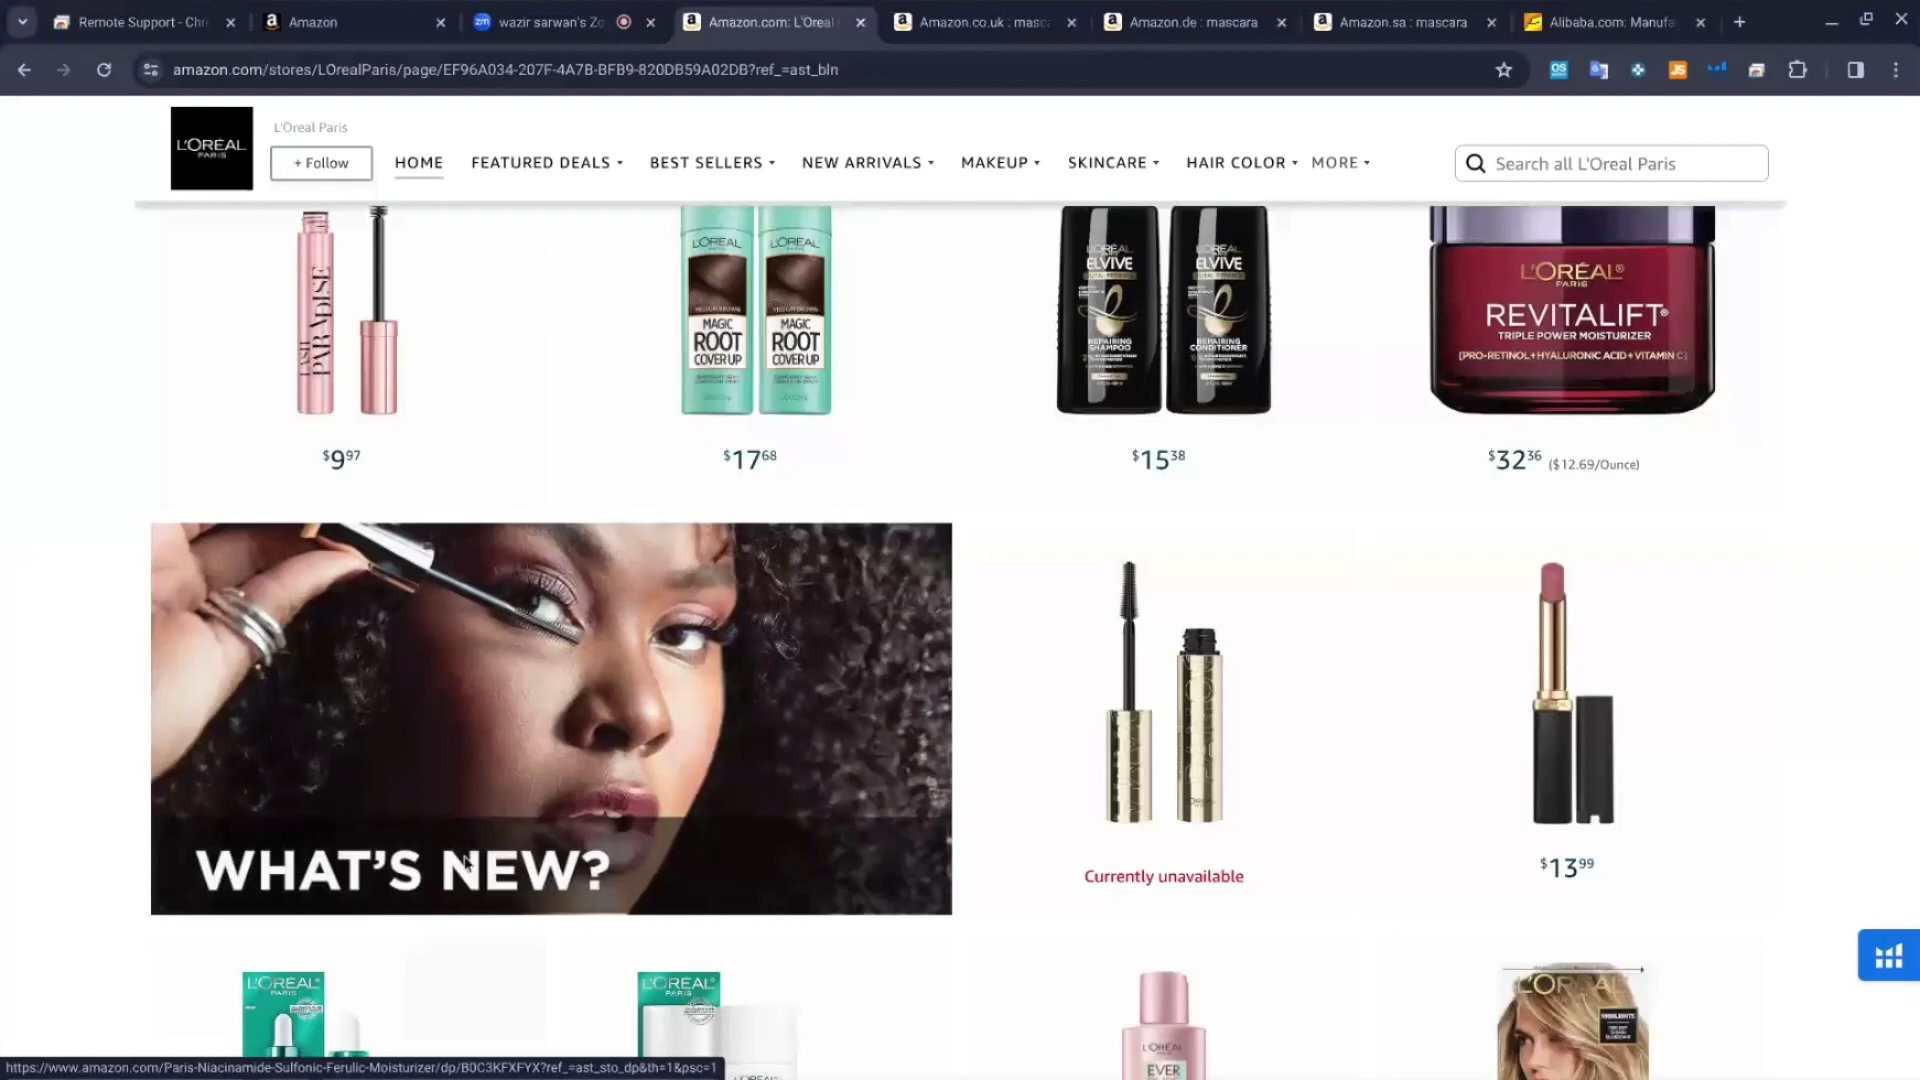 Remote Support - Chr
Amazon
wazir sarwan's Zo
Amazon.com: L'Oreal
Amazon.co.uk : masca
Amazon.de : mascara
Amazon.sa : mascara
Alibaba.com: Manufa
amazon.com/stores/LOrealParis/page/EF96A034-207F-4A7B-BFB9-820DB59A02DB?ref_=ast_bln
L'ORÉAL
PARIS
L'Oreal Paris
+ Follow
HOME
FEATURED DEALS
BEST SELLERS
NEW ARRIVALS
MAKEUP
SKINCARE
HAIR COLOR
MORE
Search all L'Oreal Paris
LASH
PARADISE
L'ORÉAL
MAGIC
ROOT
COVER UP
L'ORÉAL
MAGIC
ROOT
COVER UP
L'ORÉAL
ELVIVE
REPAIRING
SHAMPOO
L'ORÉAL
ELVIVE
REPAIRING
CONDITIONER
L'ORÉAL®
PARIS
REVITALIFT®
TRIPLE POWER MOISTURIZER
[PRO-RETINOL+HYALURONIC ACID+VITAMIN C]
$9.97
$17.68
$15.38
$32.36 ($12.69/Ounce)
WHAT'S NEW?
Currently unavailable
$13.99
L'ORÉAL
PARIS
L'ORÉAL
PARIS
L'ORÉAL
EVER
L'ORÉAL
HIGHLIGHTS
https://www.amazon.com/Paris-Niacinamide-Sulfonic-Ferulic-Moisturizer/dp/B0C3KFXFYX?ref_=ast_sto_dp&th=1&psc=1